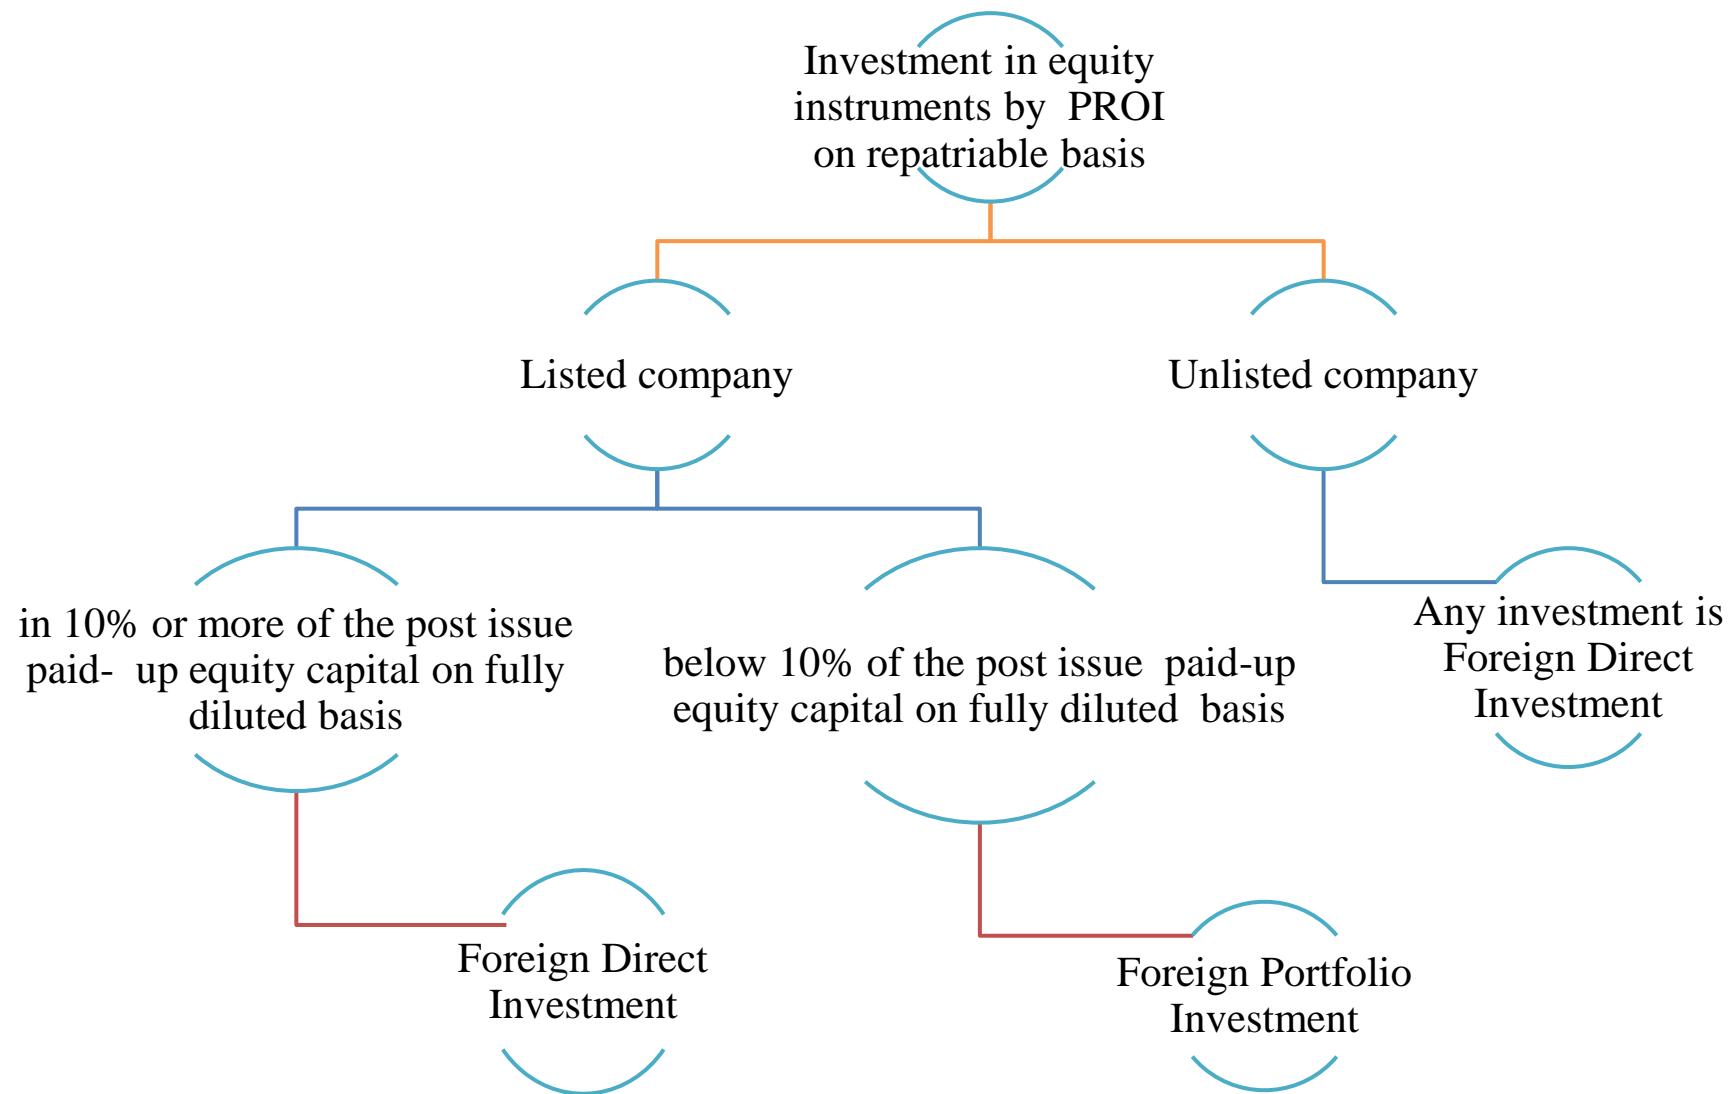 Investment in equity
instruments by PROI
on repatriable basis
Listed company
Unlisted company
in 10% or more of the post issue
paid- up equity capital on fully
diluted basis
below 10% of the post issue paid-up
equity capital on fully diluted basis
Any investment is
Foreign Direct
Investment
Foreign Direct
Investment
Foreign Portfolio
Investment